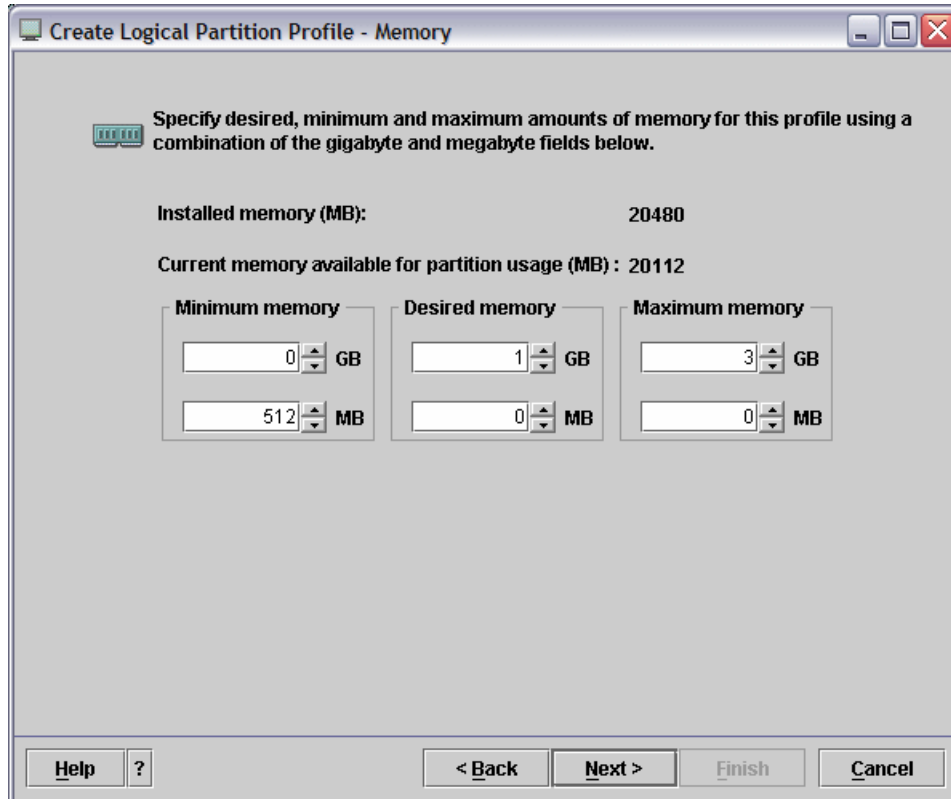 Create Logical Partition Profile - Memory
Specify desired, minimum and maximum amounts of memory for this profile using a
combination of the gigabyte and megabyte fields below.
Installed memory (MB): 20480
Current memory available for partition usage (MB) : 20112
Minimum memory Desired memory Maximum memory
0 GB 1 GB 3 GB
512 MB 0 MB 0 MB
Help ? < Back Next > Finish Cancel